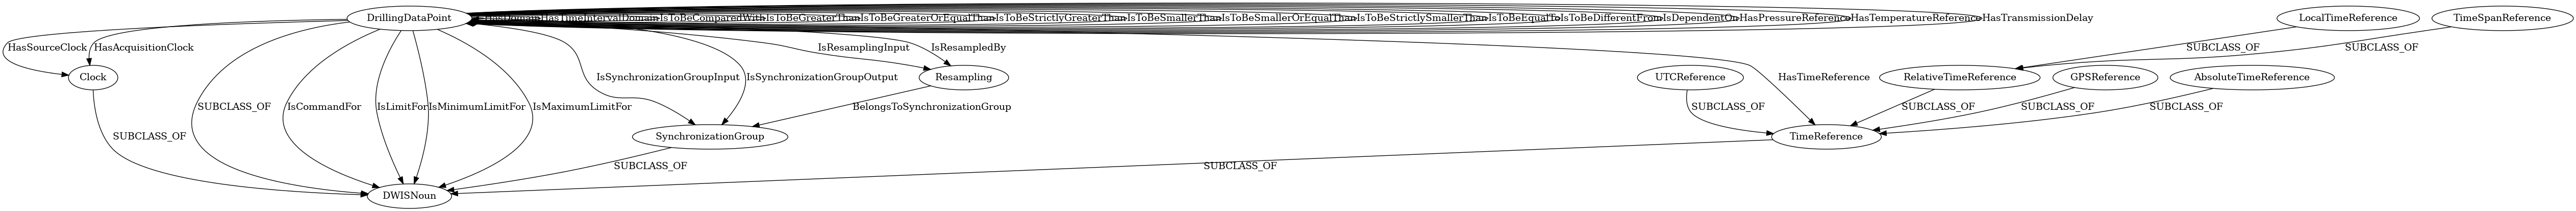 DrillingDataPoint
HasDomain
HasTimeIntervalDomain
IsToBeComparedWith
IsToBeGreaterThan
IsToBeGreaterOrEqualThan
IsToBeStrictlyGreaterThan
IsToBeSmallerThan
IsToBeSmallerOrEqualThan
IsToBeStrictlySmallerThan
IsToBeEqualTo
IsToBeDifferentFrom
IsDependentOn
HasPressureReference
HasTemperatureReference
HasTransmissionDelay
LocalTimeReference
TimeSpanReference
HasSourceClock
HasAcquisitionClock
IsResamplingInput
IsResampledBy
SUBCLASS_OF
SUBCLASS_OF
Clock
IsSynchronizationGroupInput
IsSynchronizationGroupOutput
Resampling
HasTimeReference
UTCReference
RelativeTimeReference
GPSReference
AbsoluteTimeReference
SUBCLASS_OF
IsCommandFor
IsLimitFor
IsMinimumLimitFor
IsMaximumLimitFor
BelongsToSynchronizationGroup
SUBCLASS_OF
SUBCLASS_OF
SUBCLASS_OF
SUBCLASS_OF
SUBCLASS_OF
SynchronizationGroup
TimeReference
SUBCLASS_OF
SUBCLASS_OF
DWISNoun